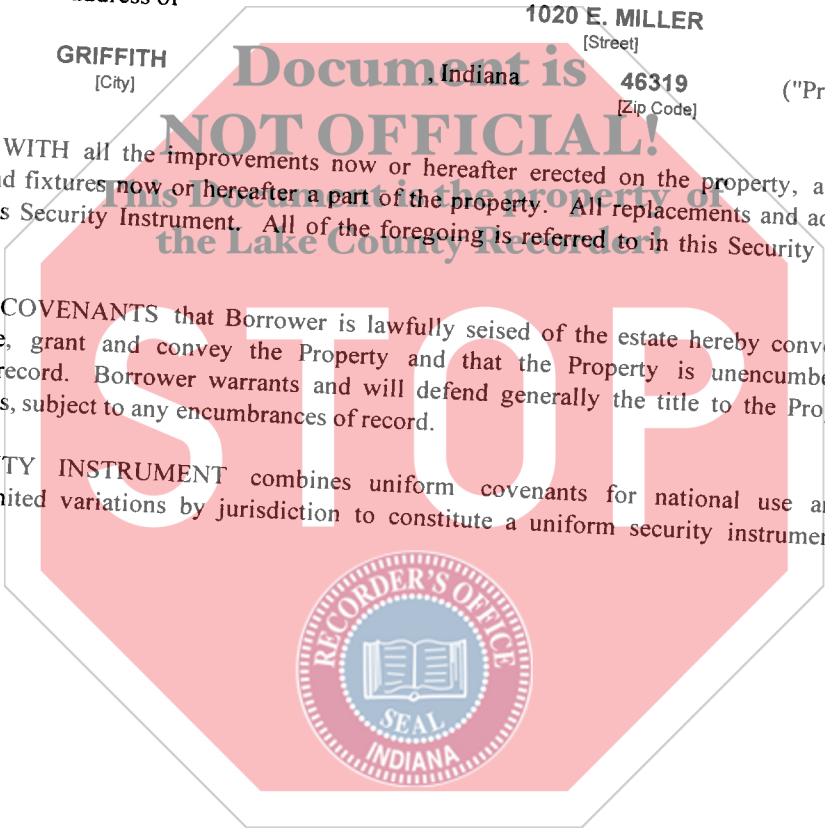 address of
1020 E. MILLER
[Street]
GRIFFITH
, Indiana
46319
("Pr
[City]
[Zip Code]
Document is
NOT OFFICIAL!
This Document is the property of
the Lake County Recorder!
WITH all the improvements now or hereafter erected on the property, a
d fixtures now or hereafter a part of the property. All replacements and ad
s Security Instrument. All of the foregoing is referred to in this Security
COVENANTS that Borrower is lawfully seised of the estate hereby conv
e, grant and convey the Property and that the Property is unencumbe
record. Borrower warrants and will defend generally the title to the Pro
s, subject to any encumbrances of record.
TY INSTRUMENT combines uniform covenants for national use a
ited variations by jurisdiction to constitute a uniform security instrumen
STOP
RECORDER'S OFFICE
SEAL
INDIANA